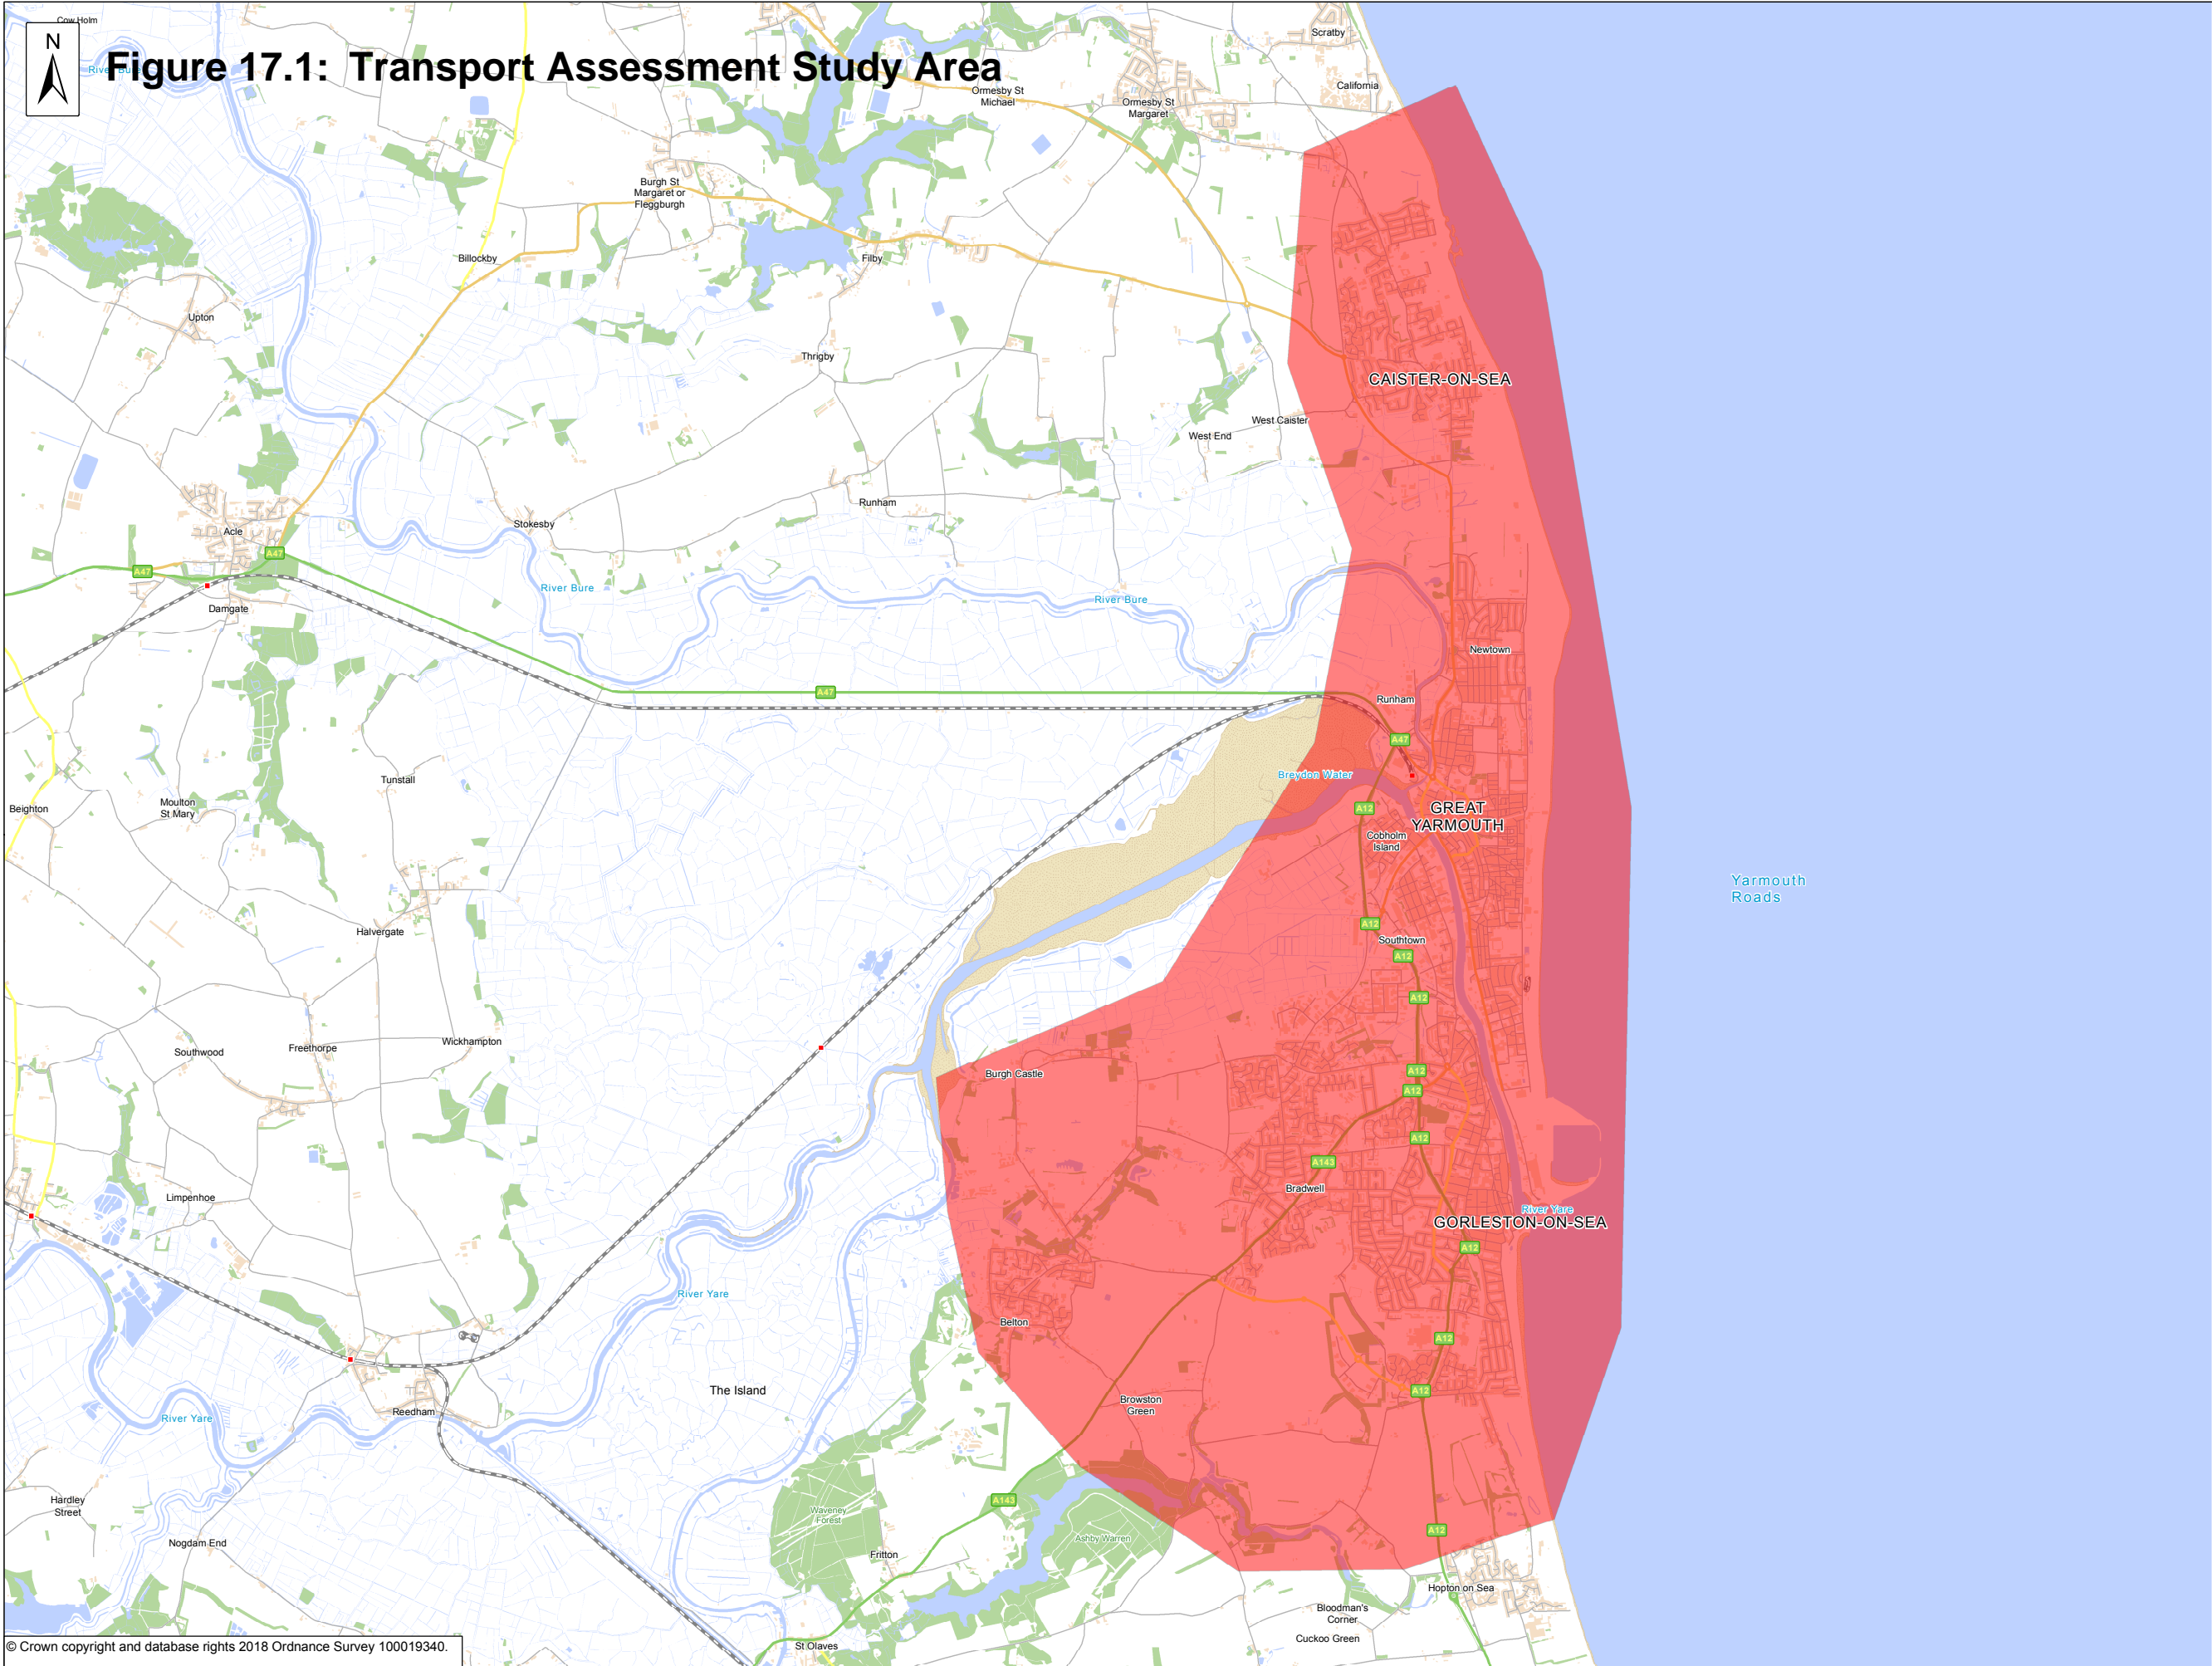 Cow Holm
N
River Bure
Figure 17.1: Transport Assessment Study Area
Scratby
California
Ormesby St
Michael
Ormesby St
Margaret
Burgh St
Margaret or
Fleggburgh
Billockby
Filby
Upton
Thrigby
CAISTER-ON-SEA
West Caister
West End
Runham
Stokesby
Acle
A47
A47
River Bure
River Bure
Damgate
Newtown
A47
Runham
A47
Breydon Water
Tunstall
Beighton
Moulton
St Mary
A12
GREAT
YARMOUTH
Cobholm
Island
Yarmouth
Roads
Halvergate
A12
Southtown
A12
A12
Wickhampton
Freethorpe
Southwood
Burgh Castle
A12
A12
A12
A143
Bradwell
Limpenhoe
River Yare
GORLESTON-ON-SEA
A12
River Yare
Belton
A12
The Island
A12
Browston
Green
Reedham
River Yare
Hardley
Street
A143
Waveney
Forest
Ashby Warren
A12
Nogdam End
Fritton
Hopton on Sea
Bloodman's
Corner
Cuckoo Green
St Olaves
© Crown copyright and database rights 2018 Ordnance Survey 100019340.